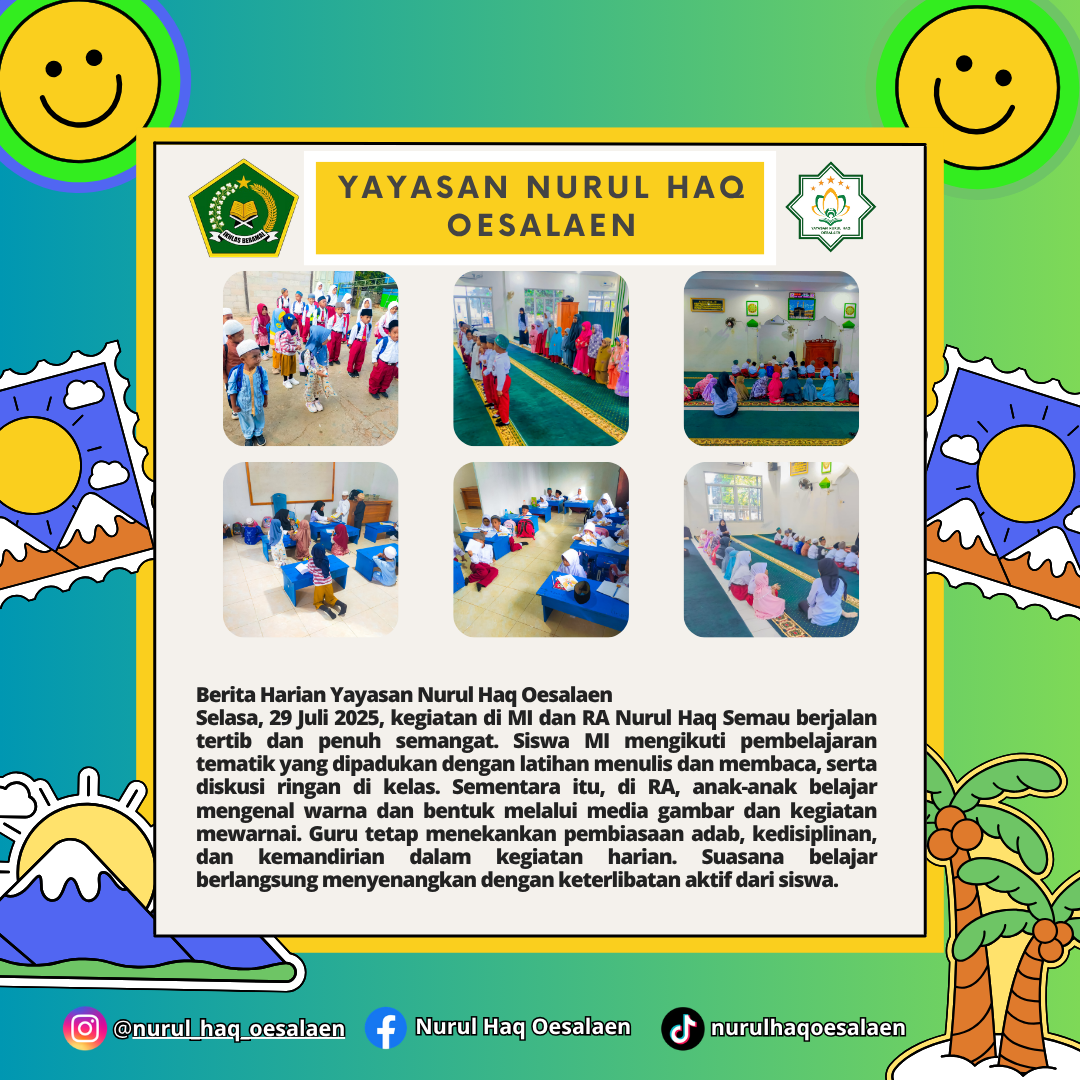 YAYASAN NURUL HAQ
OESALAEN
IKHLAS BERAMAL
YAYASAN NURUL HAQ
OESALAEN
Berita Harian Yayasan Nurul Haq Oesalaen
Selasa, 29 Juli 2025, kegiatan di MI dan RA Nurul Haq Semau berjalan
tertib dan penuh semangat. Siswa MI mengikuti pembelajaran
tematik yang dipadukan dengan latihan menulis dan membaca, serta
diskusi ringan di kelas. Sementara itu, di RA, anak-anak belajar
mengenal warna dan bentuk melalui media gambar dan kegiatan
mewarnai. Guru tetap menekankan pembiasaan adab, kedisiplinan,
dan kemandirian dalam kegiatan harian. Suasana belajar
berlangsung menyenangkan dengan keterlibatan aktif dari siswa.
@nurul_haq_oesalaen
Nurul Haq Oesalaen
nurulhaqoesalaen